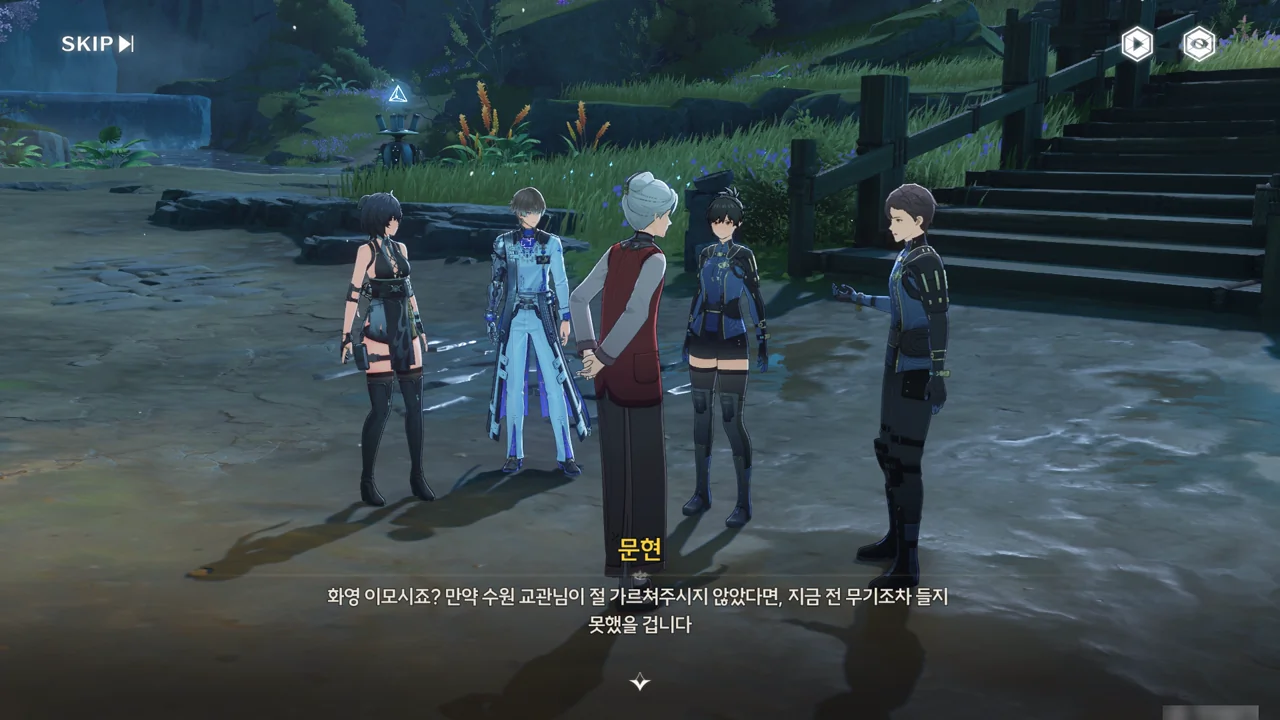 SKIP
문현
화영 이모시죠? 만약 수원 교관님이 절 가르쳐주시지 않았다면, 지금 전 무기조차 들지
못했을 겁니다